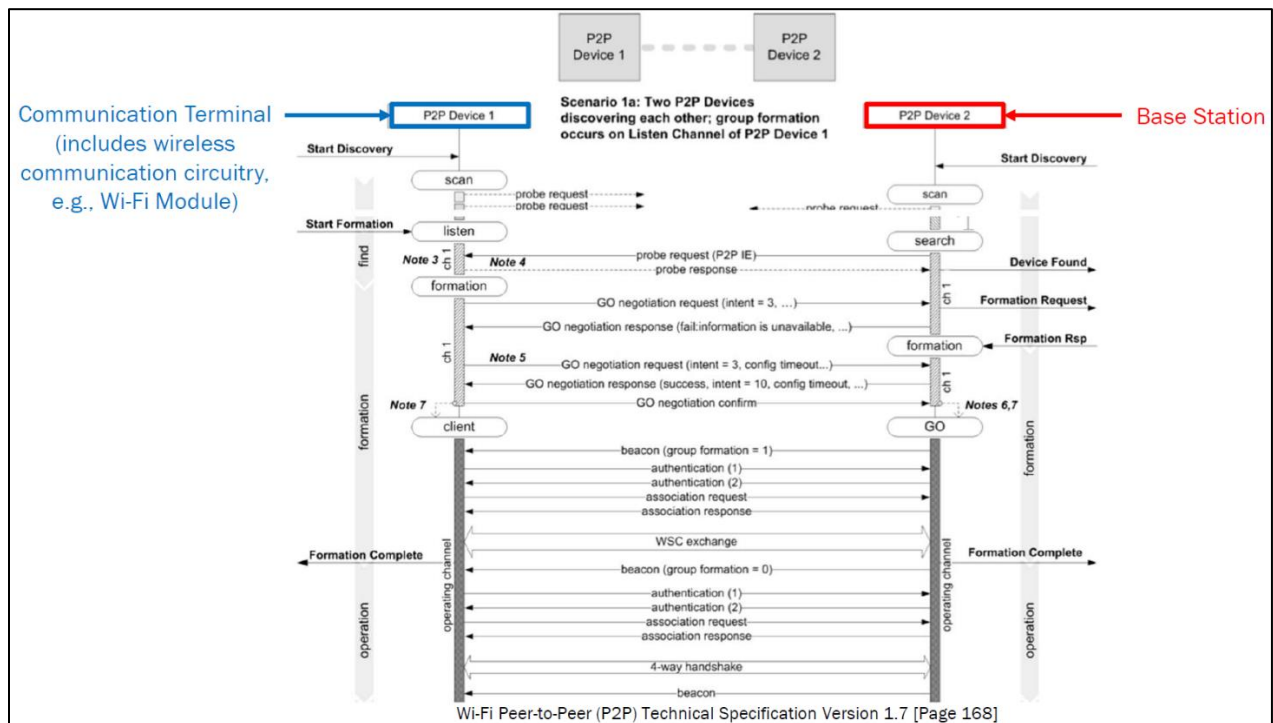 P2P
Device 1
P2P
Device 2
Communication Terminal
(includes wireless
communication circuitry,
e.g., Wi-Fi Module)
P2P Device 1
Scenario 1a: Two P2P Devices
discovering each other; group formation
occurs on Listen Channel of P2P Device 1
P2P Device 2
Base Station
Start Discovery
Start Discovery
scan
scan
probe request
probe request
probe request
Start Formation
listen
search
find
Note 3
ch 1
Note 4
probe request (P2P IE)
probe response
Device Found
formation
ch 1
GO negotiation request (intent = 3, ...)
Formation Request
GO negotiation response (fail:information is unavailable, ...)
formation
Formation Rsp
ch 1
Note 5
GO negotiation request (intent = 3, config timeout...)
GO negotiation response (success, intent = 10, config timeout, ...)
ch 1
Note 7
GO negotiation confirm
Notes 6,7
client
GO
formation
formation
beacon (group formation = 1)
authentication (1)
authentication (2)
association request
association response
WSC exchange
Formation Complete
Formation Complete
operating channel
operating channel
beacon (group formation = 0)
authentication (1)
authentication (2)
association request
association response
operation
operation
4-way handshake
beacon
Wi-Fi Peer-to-Peer (P2P) Technical Specification Version 1.7 [Page 168]